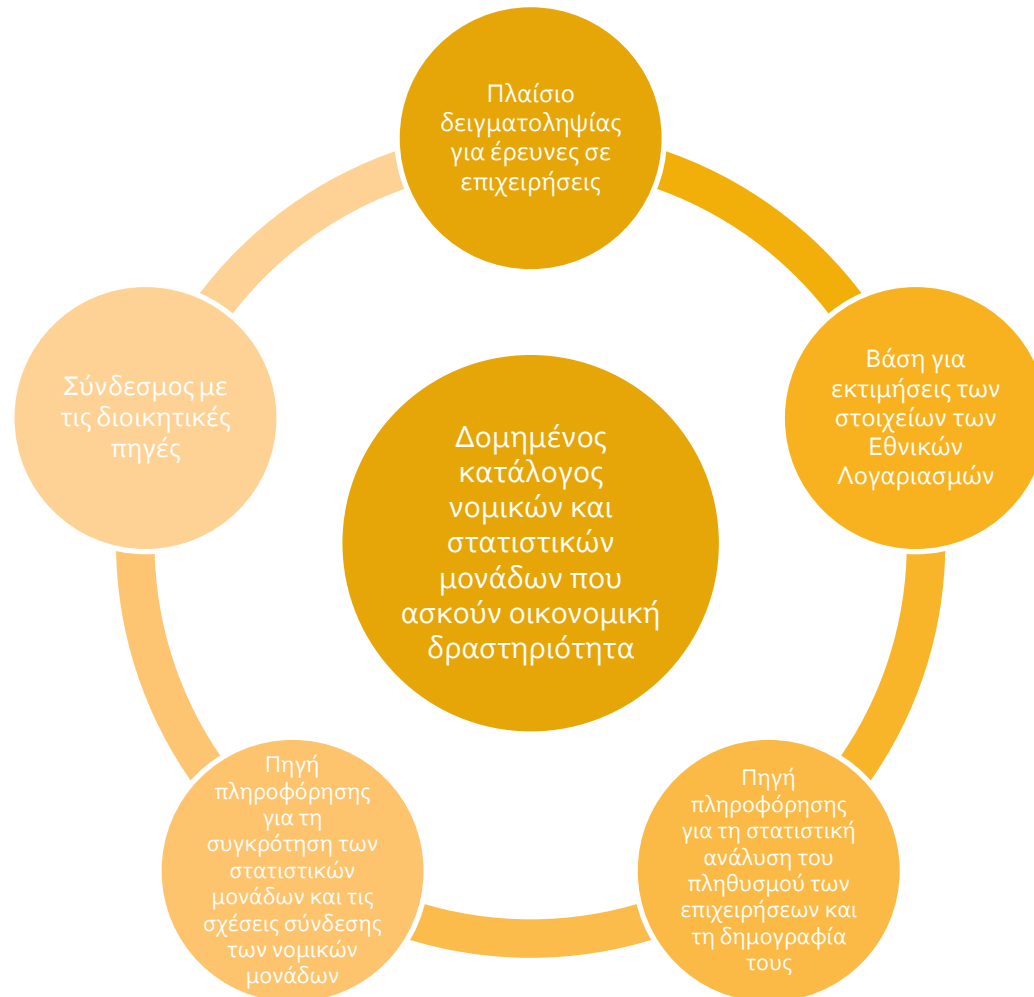 Πλαίσιο
δειγματοληψίας
για έρευνες σε
επιχειρήσεις
Βάση για
εκτιμήσεις των
στοιχείων των
Εθνικών
Λογαριασμών
Πηγή
πληροφόρησης
για τη στατιστική
ανάλυση του
πληθυσμού των
επιχειρήσεων και
τη δημογραφία
τους
Πηγή
πληροφόρησης
για τη
συγκρότηση των
στατιστικών
μονάδων και τις
σχέσεις σύνδεσης
των νομικών
μονάδων
Σύνδεσμος με
τις διοικητικές
πηγές
Δομημένος
κατάλογος
νομικών και
στατιστικών
μονάδων που
ασκούν οικονομική
δραστηριότητα